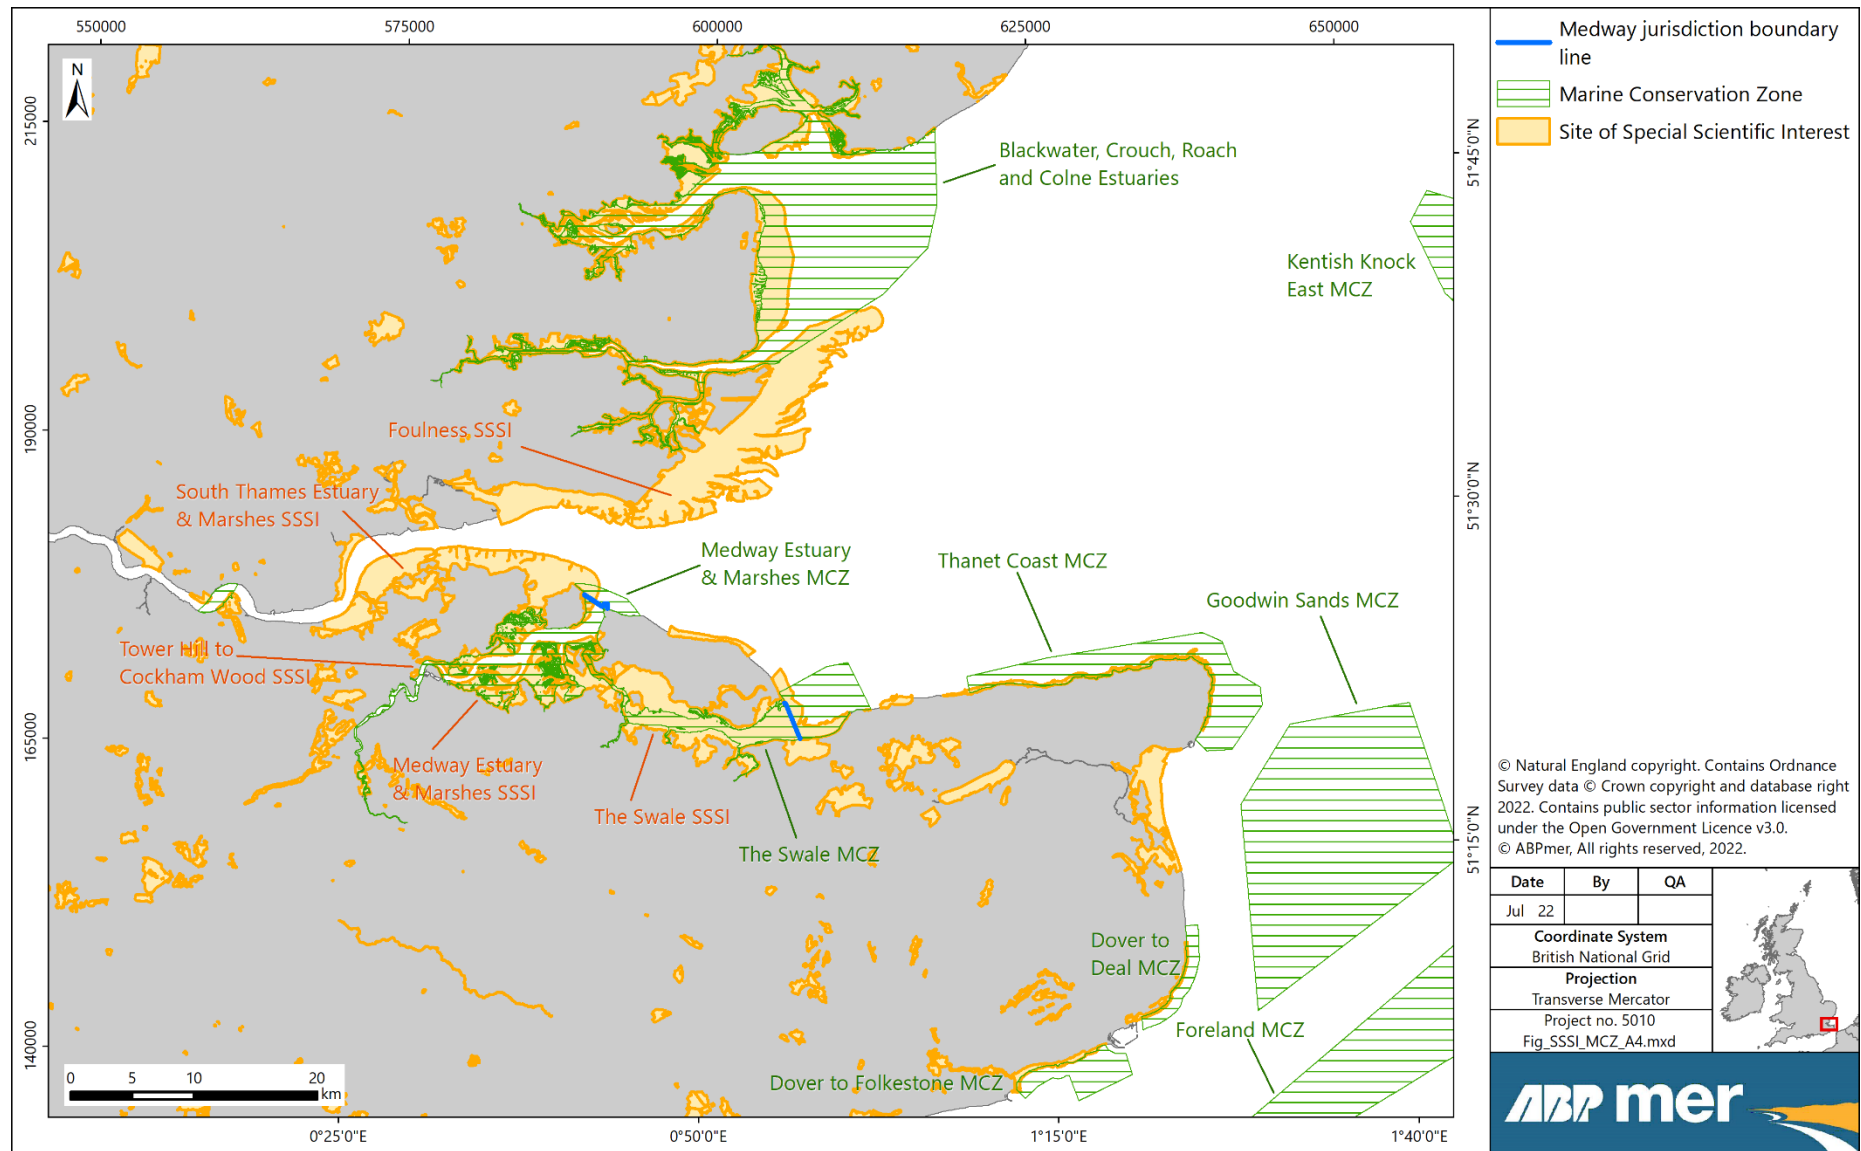 550000
575000
600000
625000
650000
N
215000
190000
165000
140000
51°45'0"N
51°30'0"N
51°15'0"N
0°25'0"E
0°50'0"E
1°15'0"E
1°40'0"E
Blackwater, Crouch, Roach
and Colne Estuaries
Kentish Knock
East MCZ
Foulness SSSI
South Thames Estuary
& Marshes SSSI
Medway Estuary
& Marshes MCZ
Thanet Coast MCZ
Goodwin Sands MCZ
Tower Hill to
Cockham Wood SSSI
Medway Estuary
& Marshes SSSI
The Swale SSSI
The Swale MCZ
Dover to
Deal MCZ
Foreland MCZ
Dover to Folkestone MCZ
0 5 10 20
km
Medway jurisdiction boundary
line
Marine Conservation Zone
Site of Special Scientific Interest
© Natural England copyright. Contains Ordnance
Survey data © Crown copyright and database right
2022. Contains public sector information licensed
under the Open Government Licence v3.0.
© ABPmer, All rights reserved, 2022.
Date By QA
Jul 22
Coordinate System
British National Grid
Projection
Transverse Mercator
Project no. 5010
Fig_SSSI_MCZ_A4.mxd
ABP mer